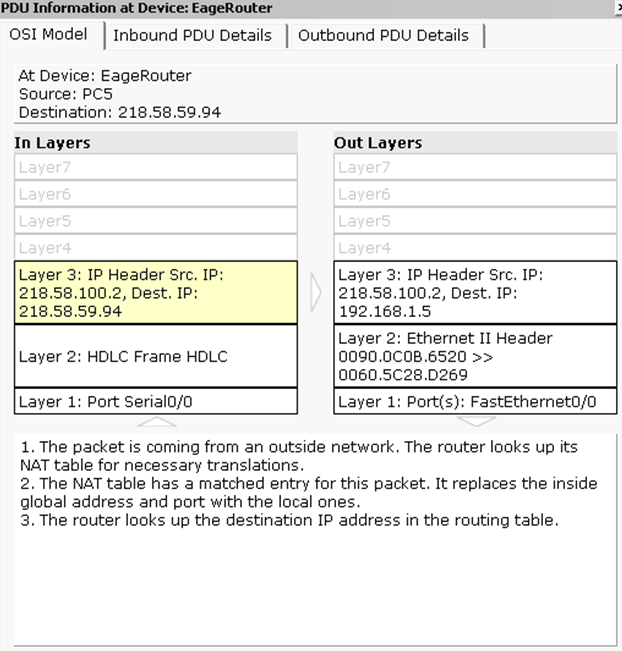 PDU Information at Device: EageRouter
OSI Model
Inbound PDU Details
Outbound PDU Details
At Device: EageRouter
Source: PC5
Destination: 218.58.59.94
In Layers
Layer7
Layer6
Layer5
Layer4
Layer 3: IP Header Src. IP:
218.58.100.2, Dest. IP:
218.58.59.94
Layer 2: HDLC Frame HDLC
Layer 1: Port Serial0/0
Out Layers
Layer7
Layer6
Layer5
Layer4
Layer 3: IP Header Src. IP:
218.58.100.2, Dest. IP:
192.168.1.5
Layer 2: Ethernet II Header
0090.0C0B.6520 >>
0060.5C28.D269
Layer 1: Port(s): FastEthernet0/0
1. The packet is coming from an outside network. The router looks up its
NAT table for necessary translations.
2. The NAT table has a matched entry for this packet. It replaces the inside
global address and port with the local ones.
3. The router looks up the destination IP address in the routing table.